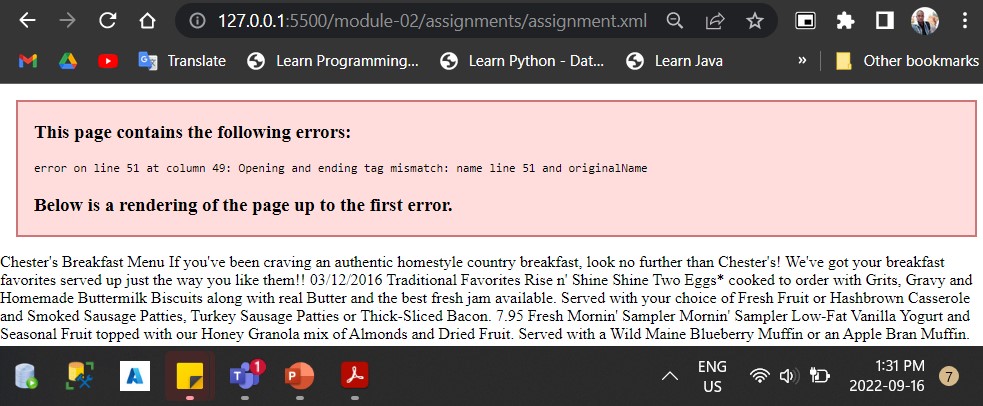 127.0.0.1:5500/module-02/assignments/assignment.xml
Translate
Learn Programming...
Learn Python - Dat...
Learn Java
»
Other bookmarks
This page contains the following errors:
error on line 51 at column 49: Opening and ending tag mismatch: name line 51 and originalName
Below is a rendering of the page up to the first error.
Chester's Breakfast Menu If you've been craving an authentic homestyle country breakfast, look no further than Chester's! We've got your breakfast
favorites served up just the way you like them!! 03/12/2016 Traditional Favorites Rise n' Shine Shine Two Eggs* cooked to order with Grits, Gravy and
Homemade Buttermilk Biscuits along with real Butter and the best fresh jam available. Served with your choice of Fresh Fruit or Hashbrown Casserole
and Smoked Sausage Patties, Turkey Sausage Patties or Thick-Sliced Bacon. 7.95 Fresh Mornin' Sampler Mornin' Sampler Low-Fat Vanilla Yogurt and
Seasonal Fruit topped with our Honey Granola mix of Almonds and Dried Fruit. Served with a Wild Maine Blueberry Muffin or an Apple Bran Muffin.
1
ENG
US
1:31 PM
2022-09-16
7